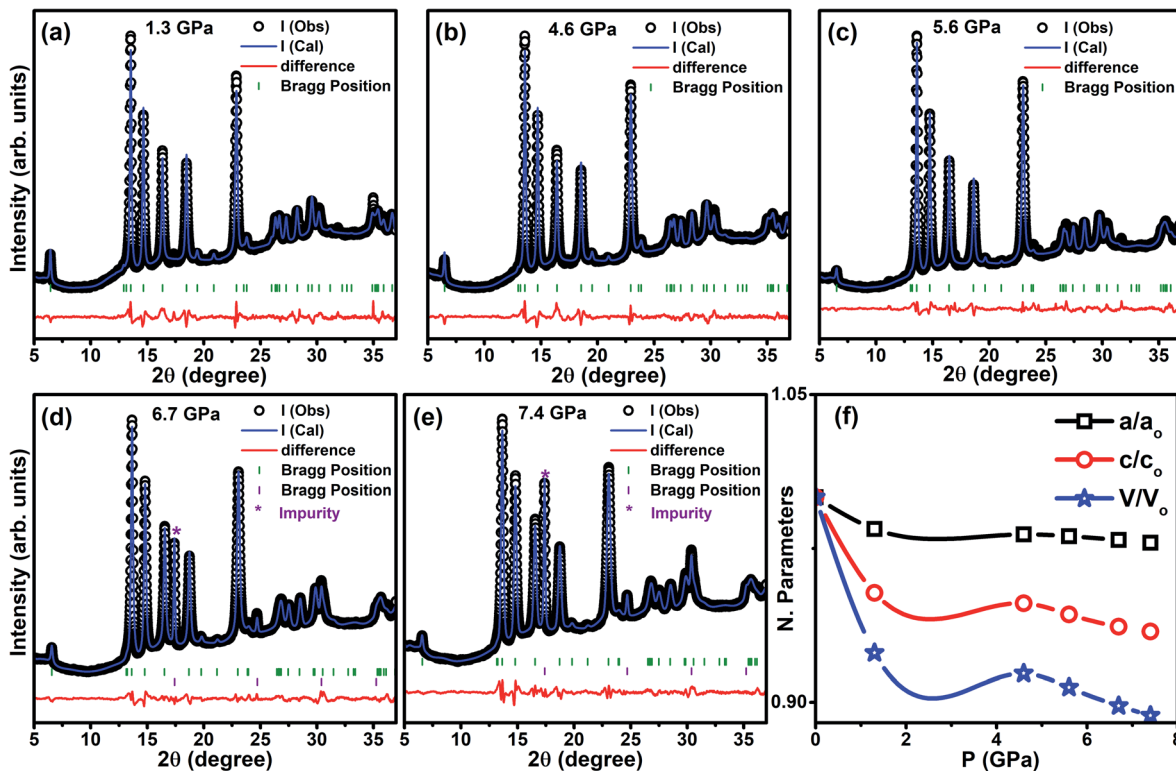 (a)
1.3 GPa
I (Obs)
I (Cal)
difference
Bragg Position
Intensity (arb. units)
5 10 15 20 25 30 35
2θ (degree)
(b)
4.6 GPa
I (Obs)
I (Cal)
difference
Bragg Position
5 10 15 20 25 30 35
2θ (degree)
(c)
5.6 GPa
I (Obs)
I (Cal)
difference
Bragg Position
5 10 15 20 25 30 35
2θ (degree)
(d)
6.7 GPa
I (Obs)
I (Cal)
difference
Bragg Position
Bragg Position
* Impurity
*
Intensity (arb. units)
5 10 15 20 25 30 35
2θ (degree)
(e)
7.4 GPa
I (Obs)
I (Cal)
difference
Bragg Position
Bragg Position
* Impurity
*
5 10 15 20 25 30 35
2θ (degree)
(f)
a/a₀
c/c₀
V/V₀
N. Parameters
1.05
0.90
0 2 4 6 8
P (GPa)